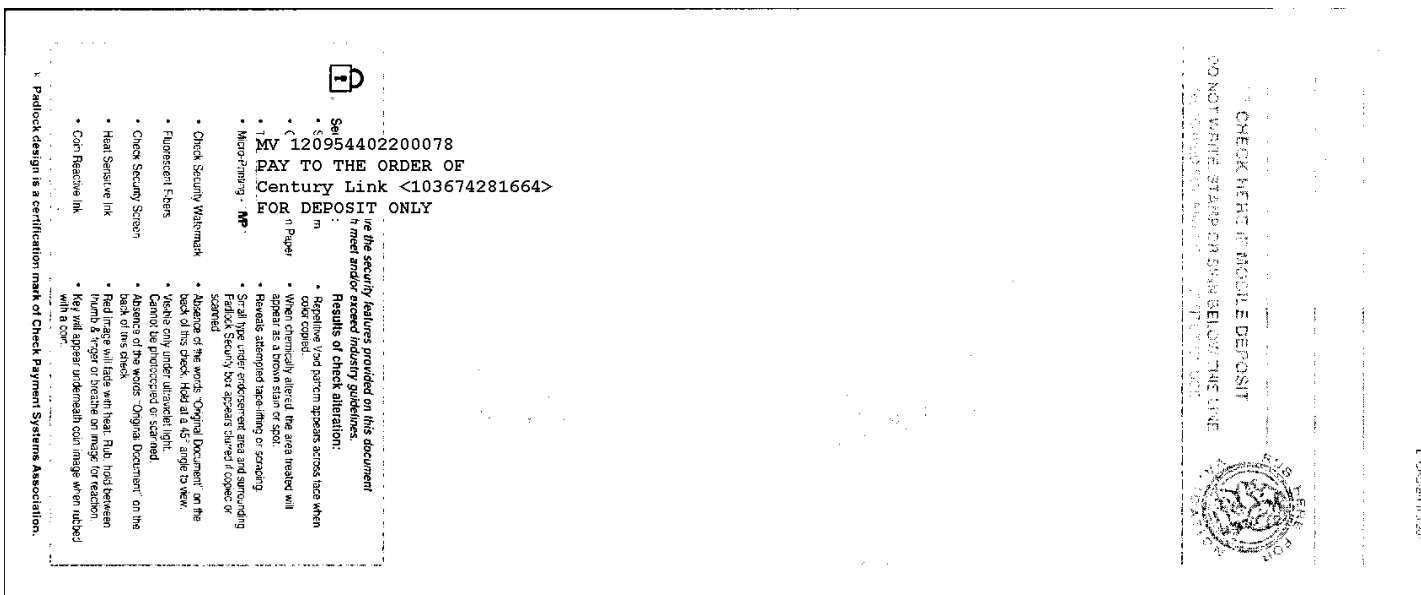 MV 120954402200078
PAY TO THE ORDER OF
Century Link <103674281664>
FOR DEPOSIT ONLY
re the security features provided on this document
h meet and/or exceed industry guidelines.
Results of check alteration:
• Repetitive Void pattern appears across face when
color copied.
n Paper
• When chemically altered, the area treated will
appear as a brown stain or spot.
• Reveals attempted tape-lifting or scraping.
• Micro-Printing - MP
• Small type under endorsement area and surrounding
Padlock Security box appears blurred if copied or
scanned
• Check Security Watermark
• Absence of the words "Original Document" on the
back of this check. Hold at a 45° angle to view.
• Fluorescent Fibers
• Visible only under ultraviolet light.
Cannot be photocopied or scanned.
• Check Security Screen
• Absence of the words "Original Document" on the
back of this check
• Heat Sensitive Ink
• Red image will fade with heat. Rub, hold between
thumb & finger or breathe on image for reaction.
• Coin Reactive Ink
• Key will appear underneath coin image when rubbed
with a coin.
Padlock design is a certification mark of Check Payment Systems Association.
CHECK HERE IF MOBILE DEPOSIT
DO NOT WRITE STAMP OR SIGN BELOW THIS LINE
RUB HERE FOR